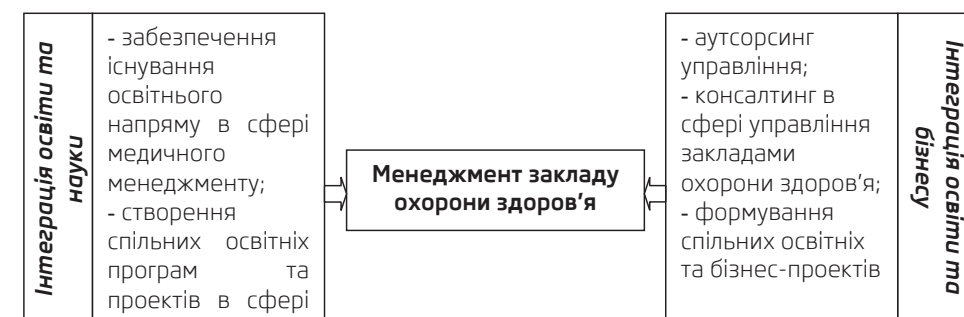 Інтеграція освіти та
науки
- забезпечення
існування
освітнього
напряму в сфері
медичного
менеджменту;
- створення
спільних освітніх
програм та
проектів в сфері
Менеджмент закладу
охорони здоров’я
- аутсорсинг
управління;
- консалтинг в
сфері управління
закладами
охорони здоров’я;
- формування
спільних освітніх
та бізнес-проектів
Інтеграція освіти та
бізнесу